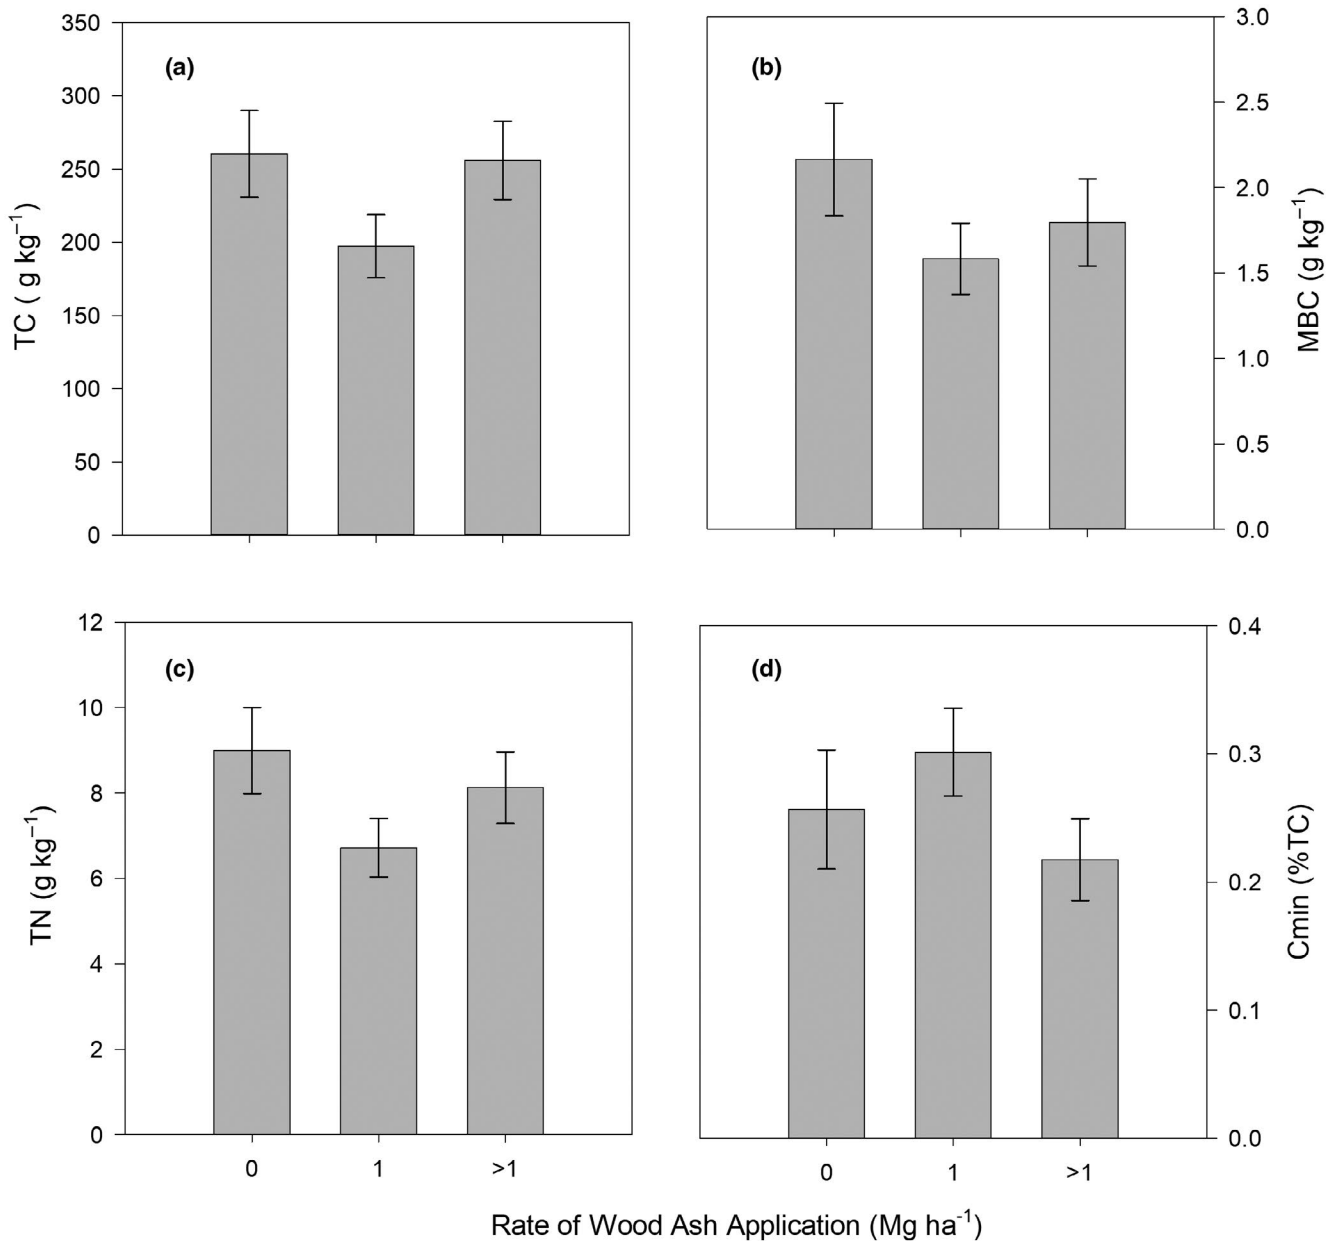 (a)
TC ( g kg⁻¹)
350
300
250
200
150
100
50
0
(b)
MBC (g kg⁻¹)
3.0
2.5
2.0
1.5
1.0
0.5
0.0
(c)
TN (g kg⁻¹)
12
10
8
6
4
2
0
0 1 >1
(d)
Cmin (%TC)
0.4
0.3
0.2
0.1
0.0
0 1 >1
Rate of Wood Ash Application (Mg ha⁻¹)